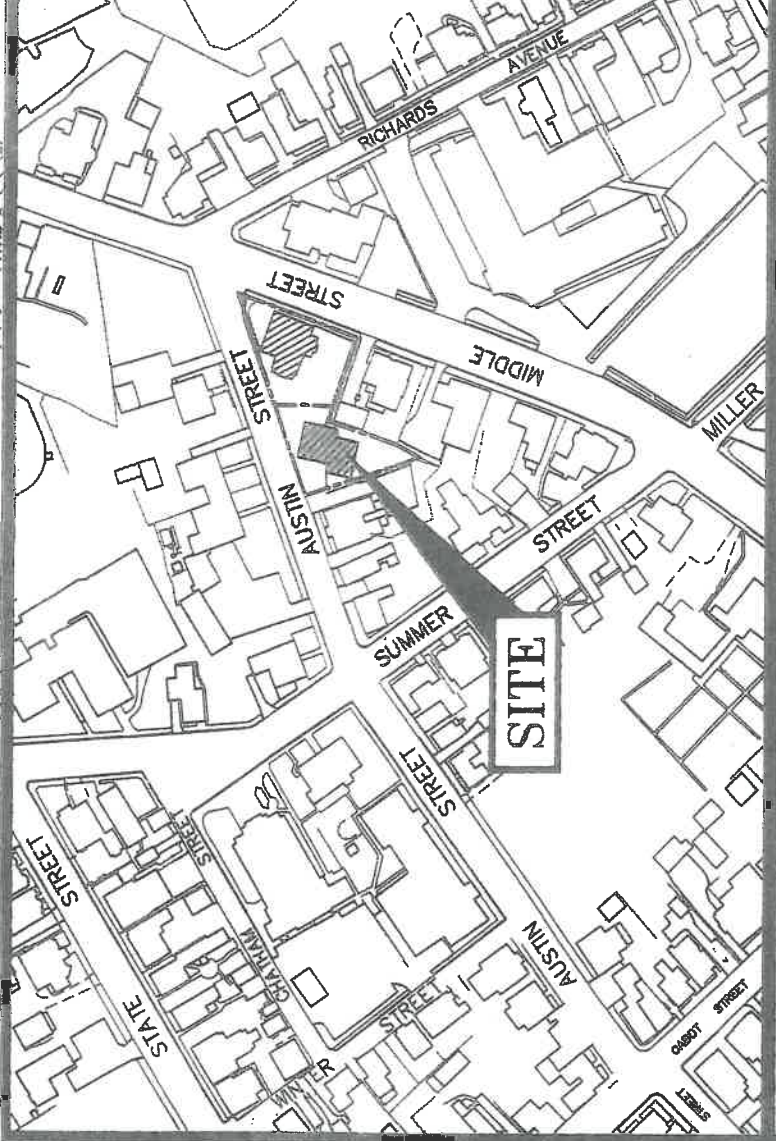 RICHARDS AVENUE
MIDDLE STREET
AUSTIN STREET
MILLER
SUMMER STREET
SITE
STATE STREET
CHATHAM STREET
AUSTIN STREET
WINTER STREET
CABOT STREET
STREET